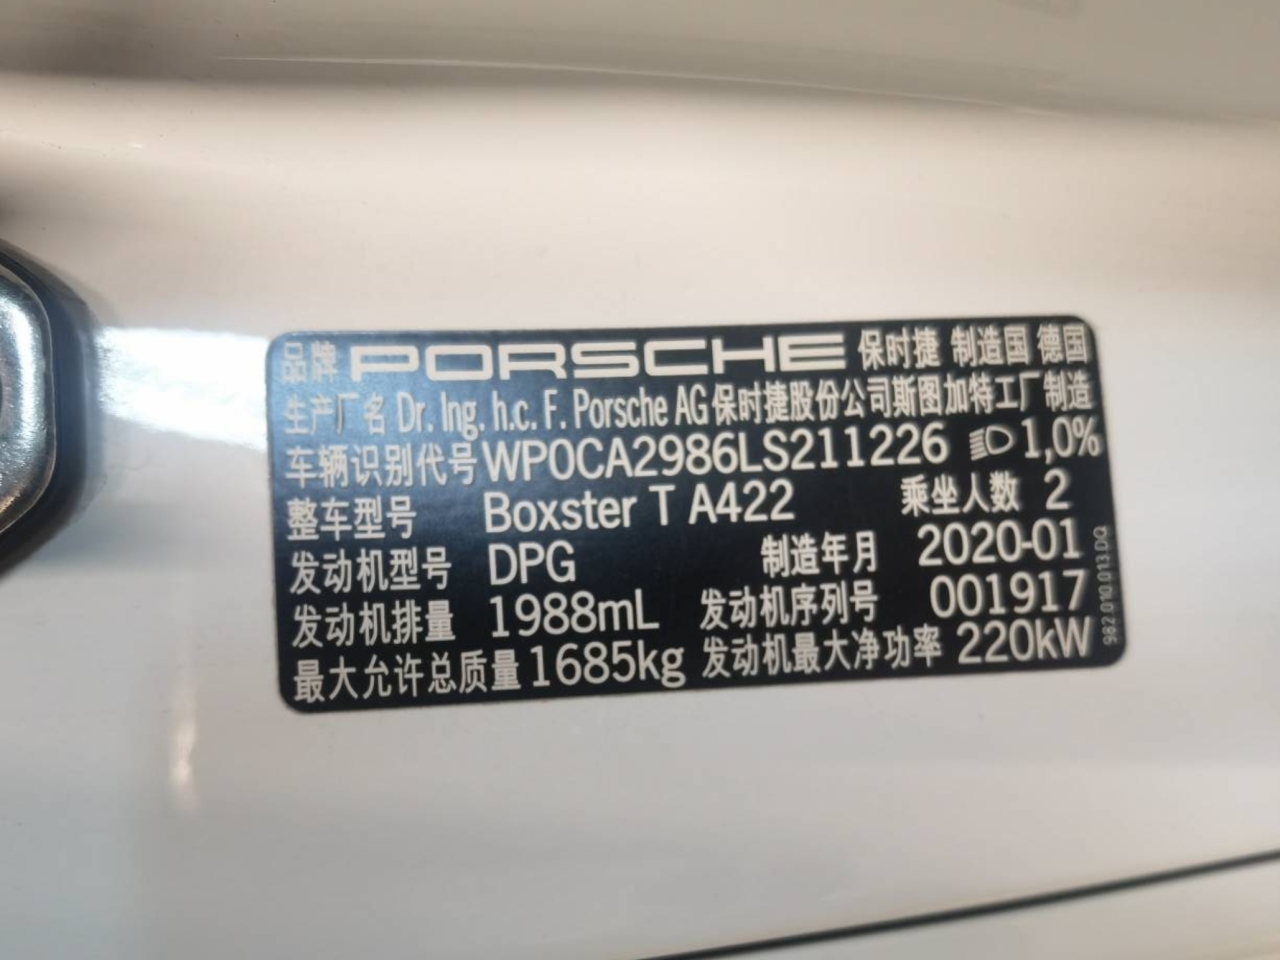 品牌 PORSCHE 保时捷 制造国 德国
生产厂名 Dr. Ing. h.c. F. Porsche AG 保时捷股份公司斯图加特工厂制造
车辆识别代号 WP0CA2986LS211226 1,0%
整车型号 Boxster T A422 乘坐人数 2
发动机型号 DPG 制造年月 2020-01
发动机排量 1988mL 发动机序列号 001917
最大允许总质量 1685kg 发动机最大净功率 220kW
982.010.013.DQ